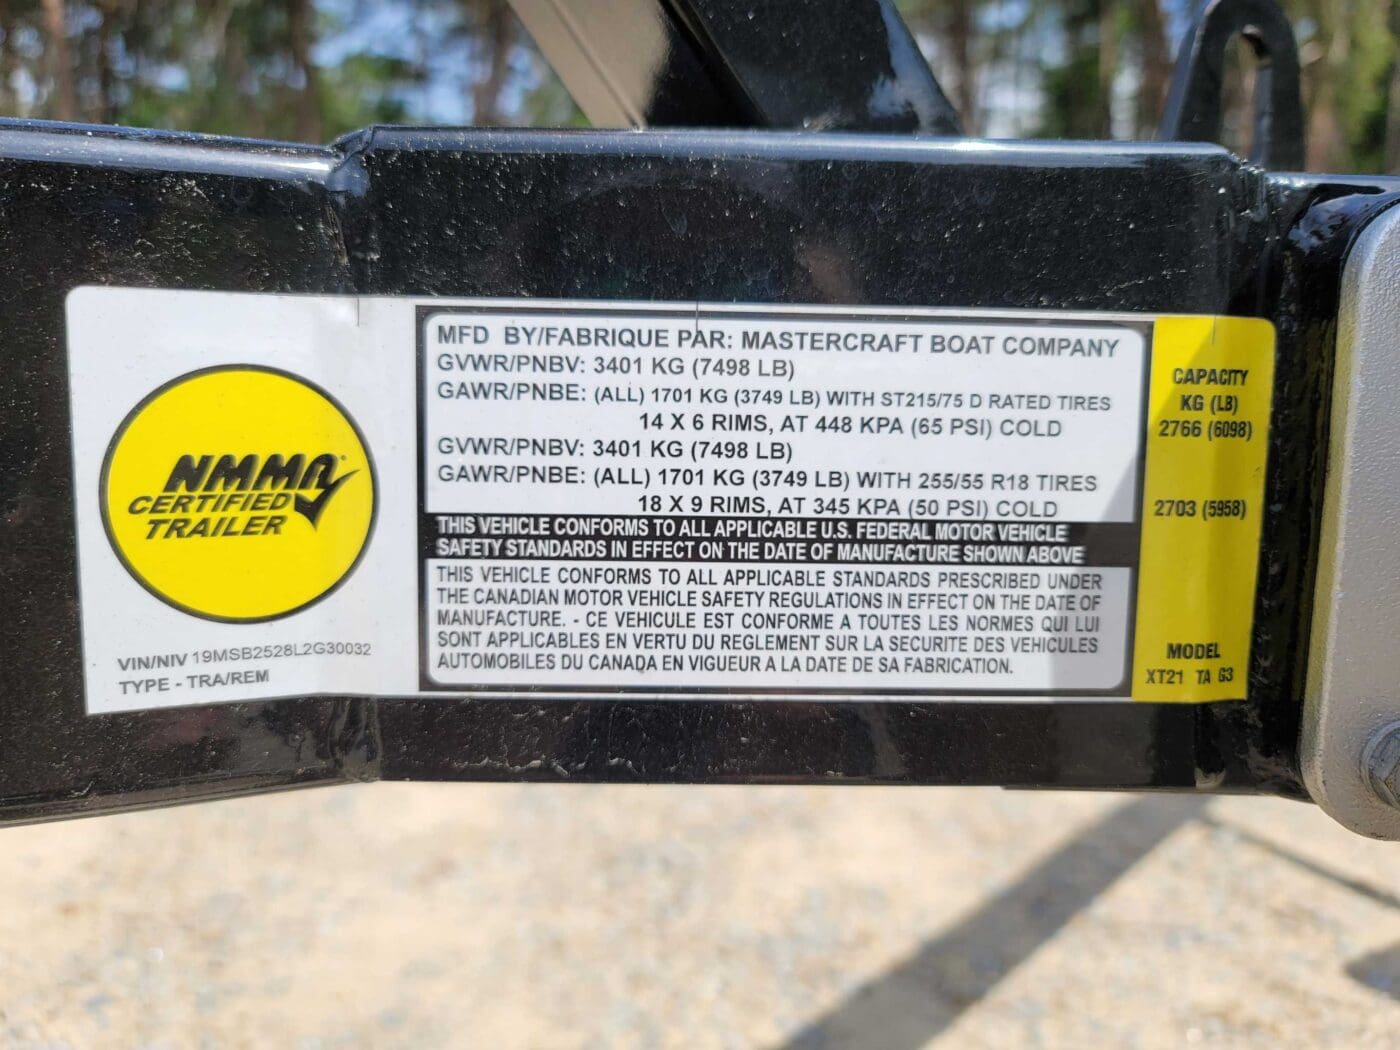 NMMA
CERTIFIED
TRAILER
VIN/NIV 19MSB2528L2G30032
TYPE - TRA/REM
MFD BY/FABRIQUE PAR: MASTERCRAFT BOAT COMPANY
GVWR/PNBV: 3401 KG (7498 LB)
GAWR/PNBE: (ALL) 1701 KG (3749 LB) WITH ST215/75 D RATED TIRES
14 X 6 RIMS, AT 448 KPA (65 PSI) COLD
GVWR/PNBV: 3401 KG (7498 LB)
GAWR/PNBE: (ALL) 1701 KG (3749 LB) WITH 255/55 R18 TIRES
18 X 9 RIMS, AT 345 KPA (50 PSI) COLD
THIS VEHICLE CONFORMS TO ALL APPLICABLE U.S. FEDERAL MOTOR VEHICLE
SAFETY STANDARDS IN EFFECT ON THE DATE OF MANUFACTURE SHOWN ABOVE
THIS VEHICLE CONFORMS TO ALL APPLICABLE STANDARDS PRESCRIBED UNDER
THE CANADIAN MOTOR VEHICLE SAFETY REGULATIONS IN EFFECT ON THE DATE OF
MANUFACTURE. - CE VEHICULE EST CONFORME A TOUTES LES NORMES QUI LUI
SONT APPLICABLES EN VERTU DU REGLEMENT SUR LA SECURITE DES VEHICULES
AUTOMOBILES DU CANADA EN VIGUEUR A LA DATE DE SA FABRICATION.
CAPACITY
KG (LB)
2766 (6098)
2703 (5958)
MODEL
XT21 TA G3